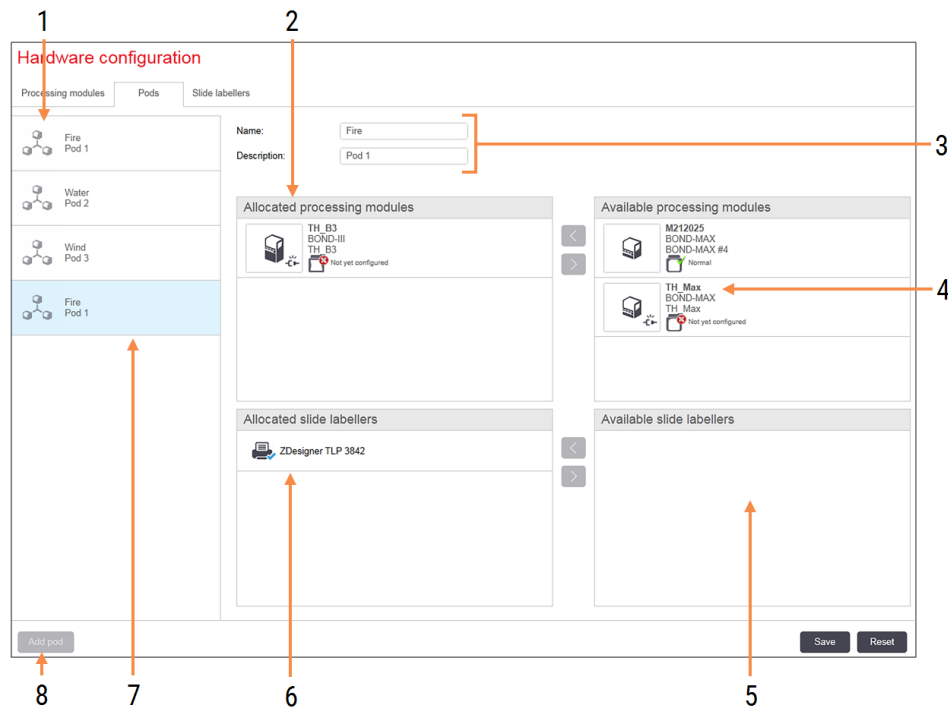 1
2
Hardware configuration
Processing modules
Pods
Slide labellers
Fire
Pod 1
Water
Pod 2
Wind
Pod 3
Fire
Pod 1
Name:
Fire
Description:
Pod 1
3
Allocated processing modules
TH_B3
BOND-III
TH_B3
Not yet configured
<
>
Available processing modules
M212025
BOND-MAX
BOND-MAX #4
Normal
TH_Max
BOND-MAX
TH_Max
Not yet configured
4
Allocated slide labellers
ZDesigner TLP 3842
<
>
Available slide labellers
Add pod
Save
Reset
8
7
6
5